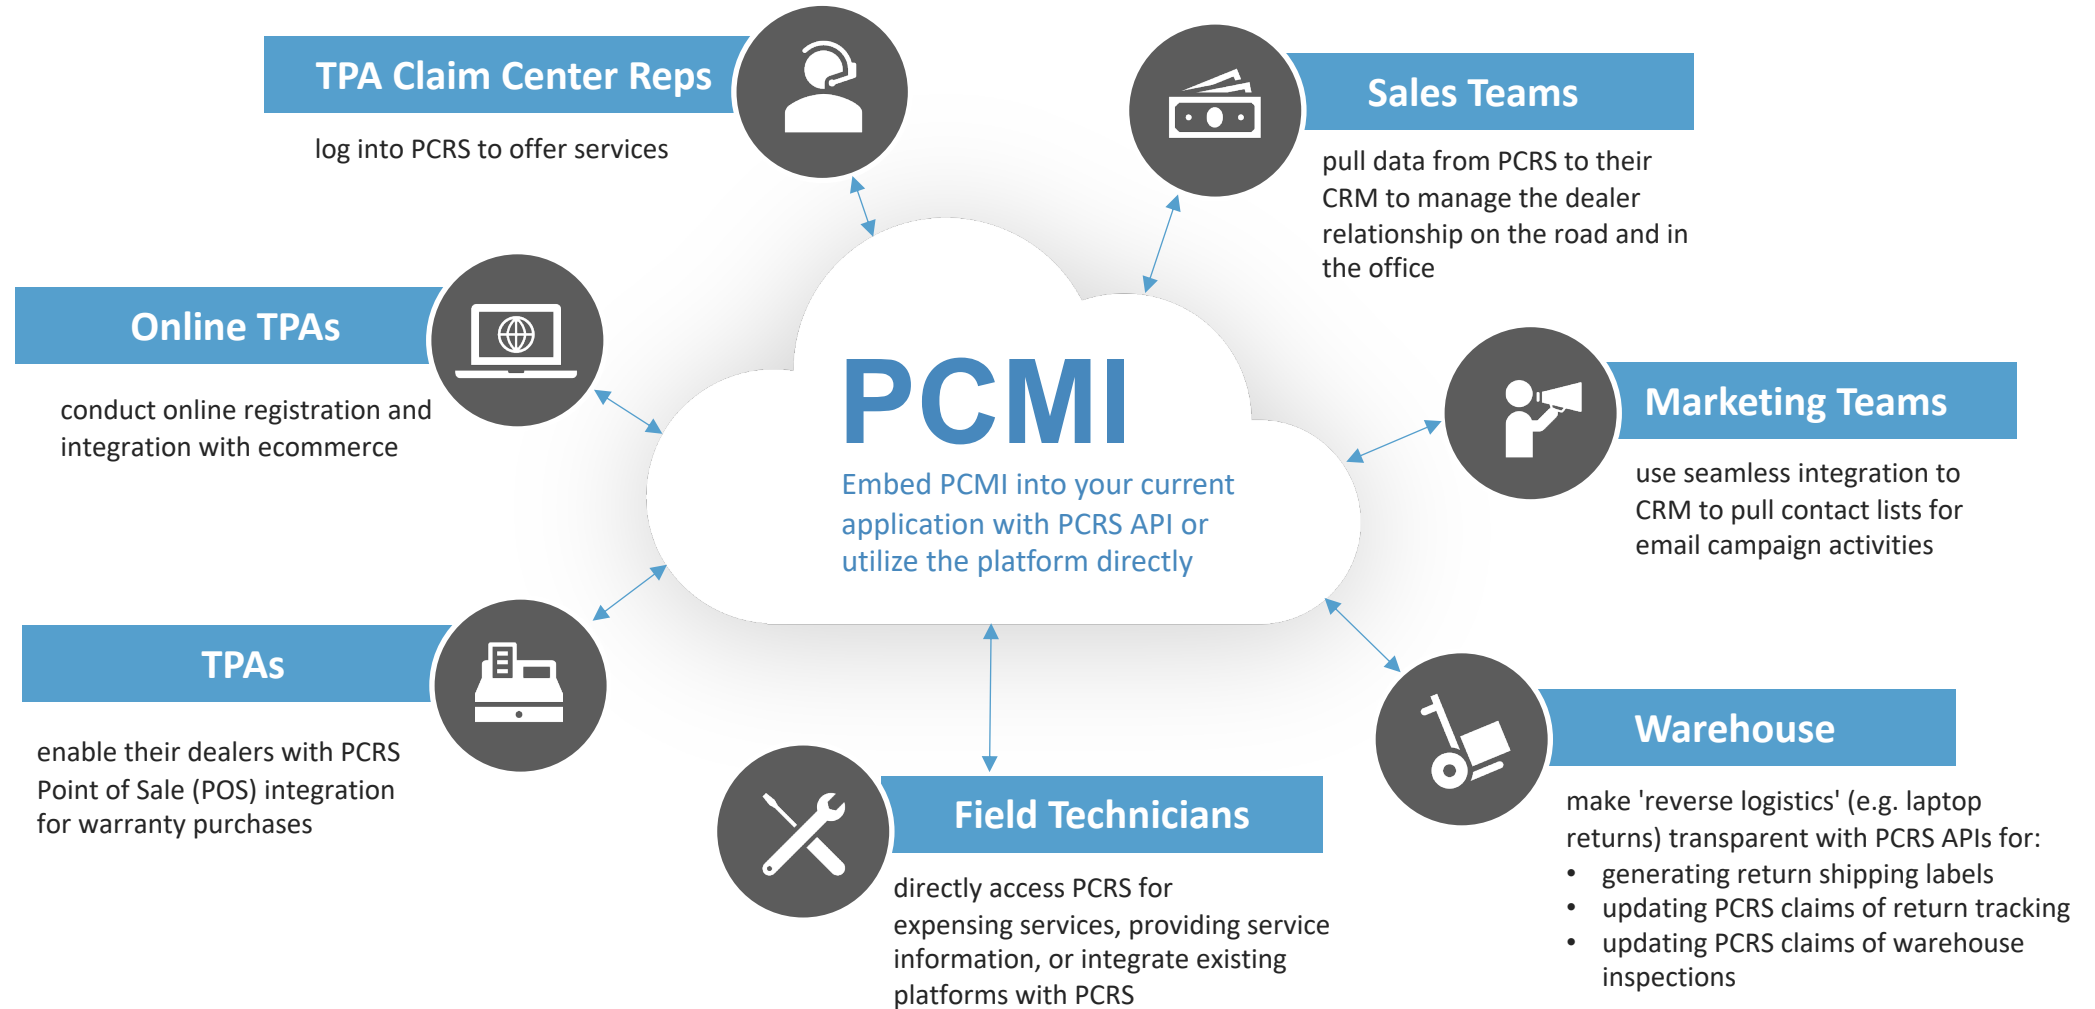 TPA Claim Center Reps
log into PCRS to offer services
Sales Teams
pull data from PCRS to their
CRM to manage the dealer
relationship on the road and in
the office
Online TPAs
conduct online registration and
integration with ecommerce
PCMI
Embed PCMI into your current
application with PCRS API or
utilize the platform directly
Marketing Teams
use seamless integration to
CRM to pull contact lists for
email campaign activities
TPAs
enable their dealers with PCRS
Point of Sale (POS) integration
for warranty purchases
Field Technicians
directly access PCRS for
expensing services, providing service
information, or integrate existing
platforms with PCRS
Warehouse
make 'reverse logistics' (e.g. laptop
returns) transparent with PCRS APIs for:
• generating return shipping labels
• updating PCRS claims of return tracking
• updating PCRS claims of warehouse
inspections